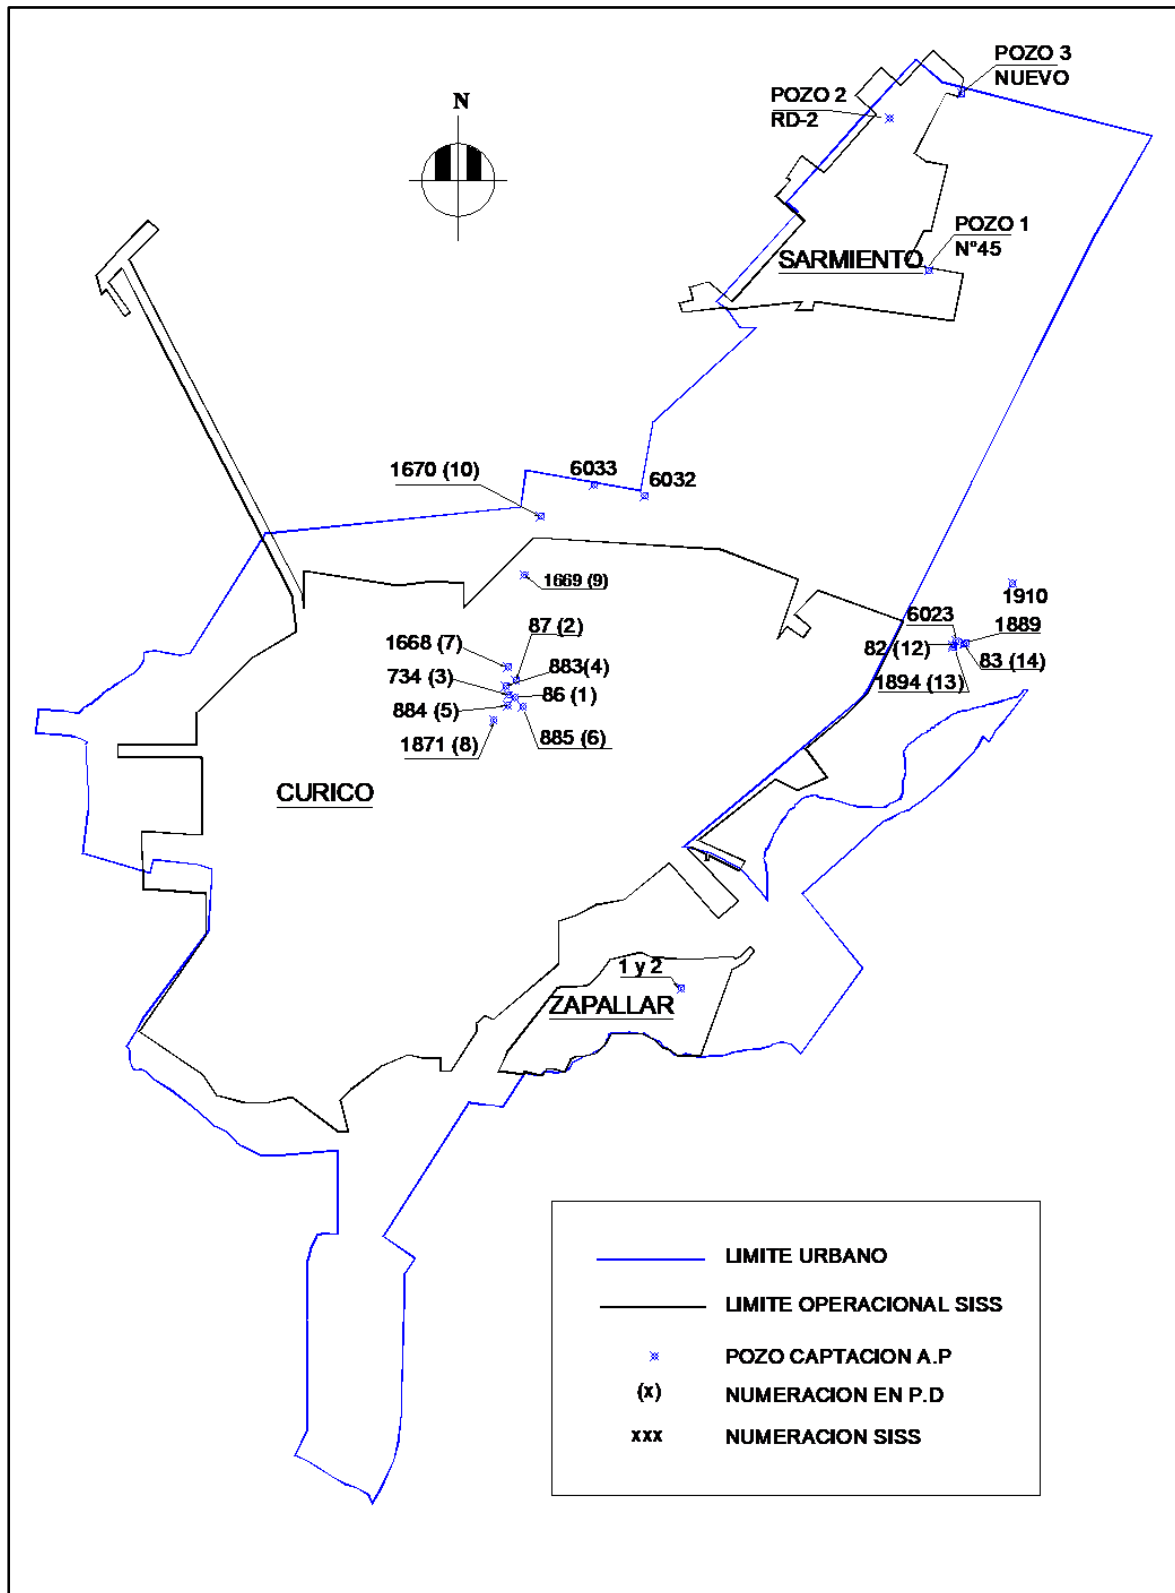 POZO 3
NUEVO
POZO 2
RD-2
N
POZO 1
N°45
SARMIENTO
1670 (10)
6033
6032
1669 (9)
1910
6023
1889
87 (2)
1668 (7)
883(4)
82 (12)
83 (14)
734 (3)
1894 (13)
86 (1)
884 (5)
885 (6)
1871 (8)
CURICO
1 y 2
ZAPALLAR
LIMITE URBANO
LIMITE OPERACIONAL SISS
POZO CAPTACION A.P
(x) NUMERACION EN P.D
xxx NUMERACION SISS